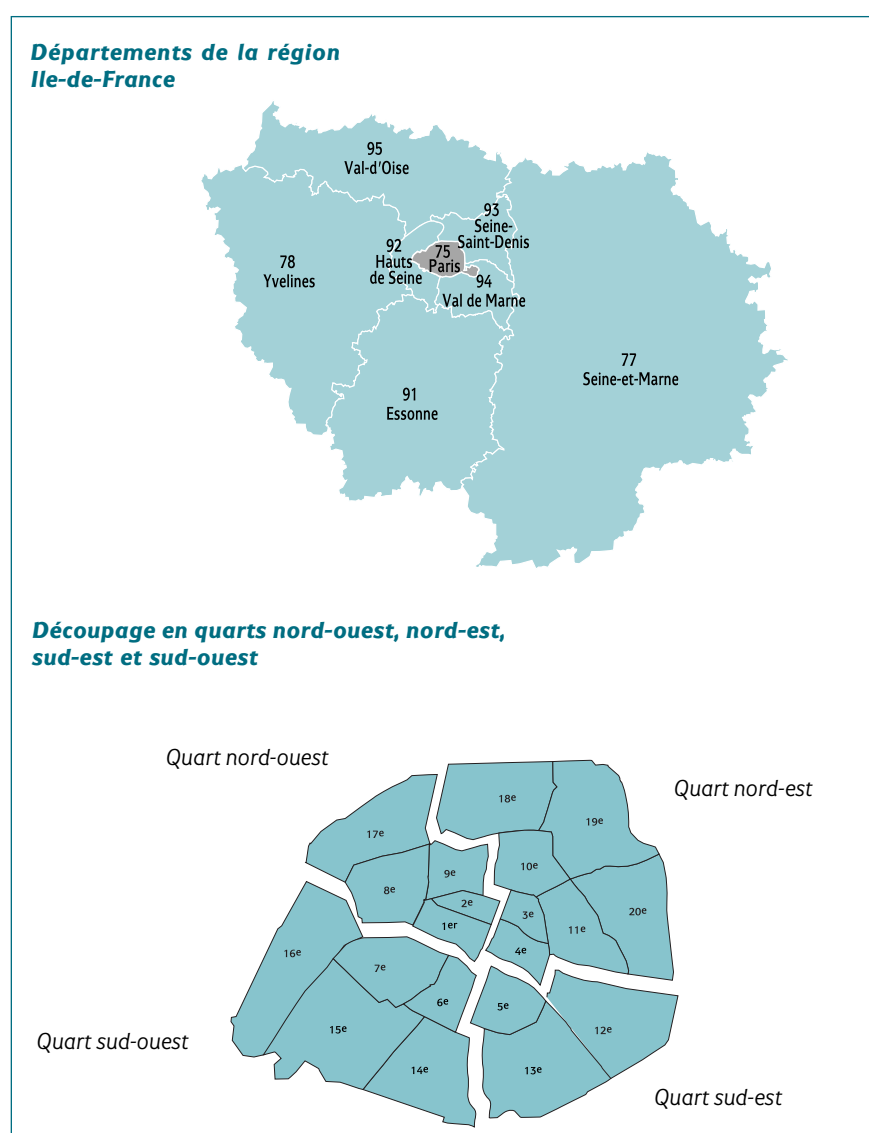 Départements de la région
Ile-de-France
95
Val-d'Oise
93
Seine-
Saint-Denis
92
Hauts
de Seine
75
Paris
78
Yvelines
94
Val de Marne
77
Seine-et-Marne
91
Essonne
Découpage en quarts nord-ouest, nord-est,
sud-est et sud-ouest
Quart nord-ouest
Quart nord-est
18e
19e
17e
10e
9e
8e
2e
3e
20e
1er
11e
4e
16e
7e
6e
5e
15e
12e
Quart sud-ouest
14e
13e
Quart sud-est